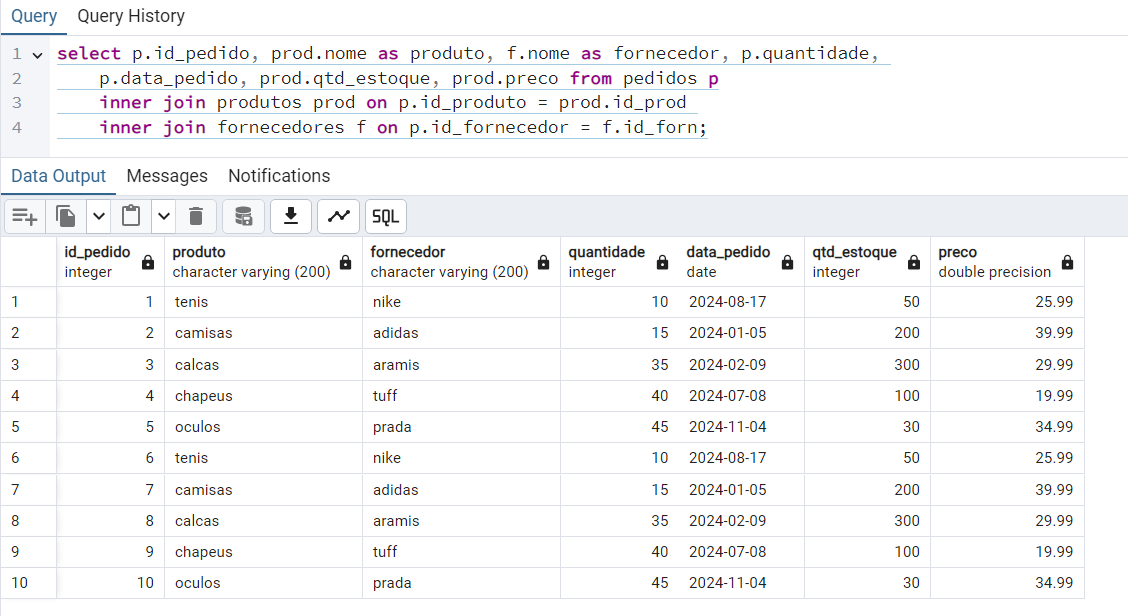 Query Query History
1 select p.id_pedido, prod.nome as produto, f.nome as fornecedor, p.quantidade,
2 p.data_pedido, prod.qtd_estoque, prod.preco from pedidos p
3 inner join produtos prod on p.id_produto = prod.id_prod
4 inner join fornecedores f on p.id_fornecedor = f.id_forn;
Data Output Messages Notifications
SQL
id_pedido produto fornecedor quantidade data_pedido qtd_estoque preco
integer character varying (200) character varying (200) integer date integer double precision
1 1 tenis nike 10 2024-08-17 50 25.99
2 2 camisas adidas 15 2024-01-05 200 39.99
3 3 calcas aramis 35 2024-02-09 300 29.99
4 4 chapeus tuff 40 2024-07-08 100 19.99
5 5 oculos prada 45 2024-11-04 30 34.99
6 6 tenis nike 10 2024-08-17 50 25.99
7 7 camisas adidas 15 2024-01-05 200 39.99
8 8 calcas aramis 35 2024-02-09 300 29.99
9 9 chapeus tuff 40 2024-07-08 100 19.99
10 10 oculos prada 45 2024-11-04 30 34.99